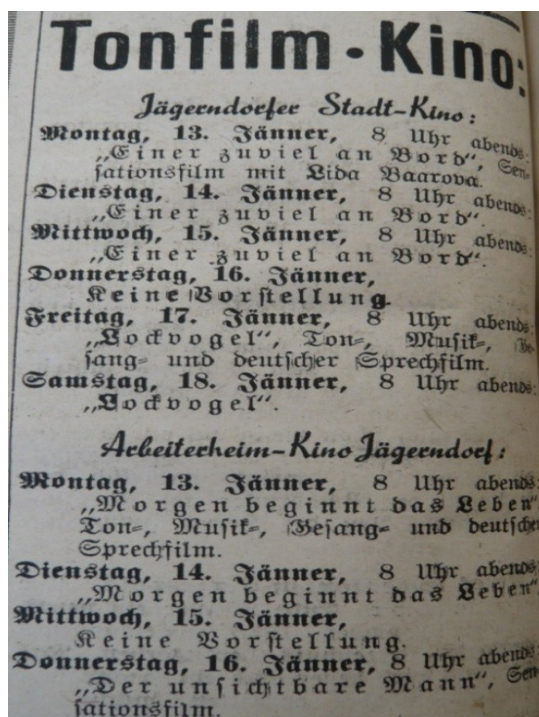 Tonfilm-Kino:
Jägerndorfer Stadt-Kino:
Montag, 13. Jänner, 8 Uhr abends:
„Einer zuviel an Bord“, Sen-
sationsfilm mit Lida Baarova.
Dienstag, 14. Jänner, 8 Uhr abends:
„Einer zuviel an Bord“.
Mittwoch, 15. Jänner, 8 Uhr abends:
„Einer zuviel an Bord“.
Donnerstag, 16. Jänner,
Keine Vorstellung.
Freitag, 17. Jänner, 8 Uhr abends:
„Lockvogel“, Ton-, Musik-, Ge-
sang- und deutscher Sprechfilm.
Samstag, 18. Jänner, 8 Uhr abends:
„Lockvogel“.
Arbeiterheim-Kino Jägerndorf:
Montag, 13. Jänner, 8 Uhr abends:
„Morgen beginnt das Leben“
Ton-, Musik-, Gesang- und deutscher
Sprechfilm.
Dienstag, 14. Jänner, 8 Uhr abends:
„Morgen beginnt das Leben“.
Mittwoch, 15. Jänner,
Keine Vorstellung.
Donnerstag, 16. Jänner, 8 Uhr abends:
„Der unsichtbare Mann“, Sen-
sationsfilm.